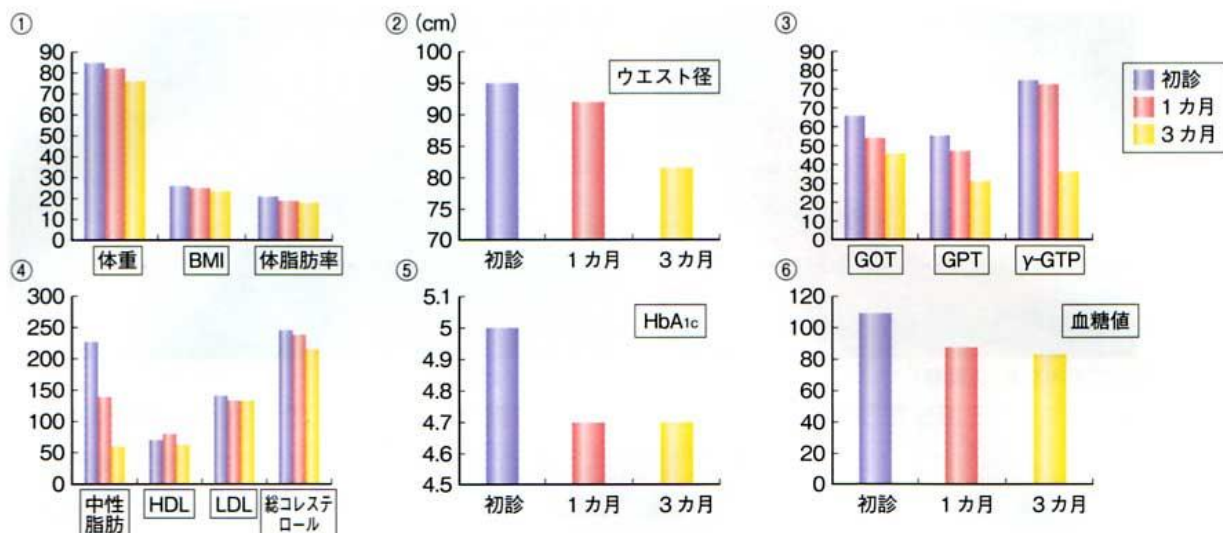 ①
90
80
70
60
50
40
30
20
10
0
体重 BMI 体脂肪率
② (cm)
100
95
90
85
80
75
70
ウエスト径
初診 1カ月 3カ月
③
90
80
70
60
50
40
30
20
10
0
GOT GPT γ-GTP
初診
1カ月
3カ月
④
300
250
200
150
100
50
0
中性
脂肪
HDL
LDL
総コレステ
ロール
⑤
5.1
5
4.9
4.8
4.7
4.6
4.5
HbA1c
初診 1カ月 3カ月
⑥
120
100
80
60
40
20
0
血糖値
初診 1カ月 3カ月